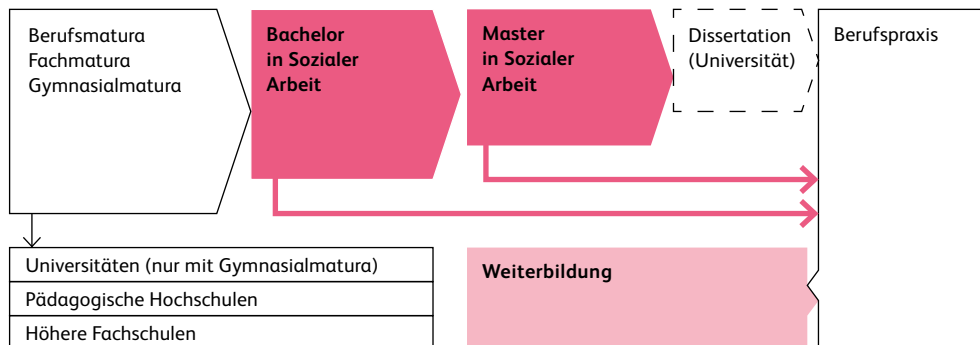 Berufsmatura
Fachmatura
Gymnasialmatura
Bachelor
in Sozialer
Arbeit
Master
in Sozialer
Arbeit
Dissertation
(Universität)
Berufspraxis
Universitäten (nur mit Gymnasialmatura)
Pädagogische Hochschulen
Höhere Fachschulen
Weiterbildung